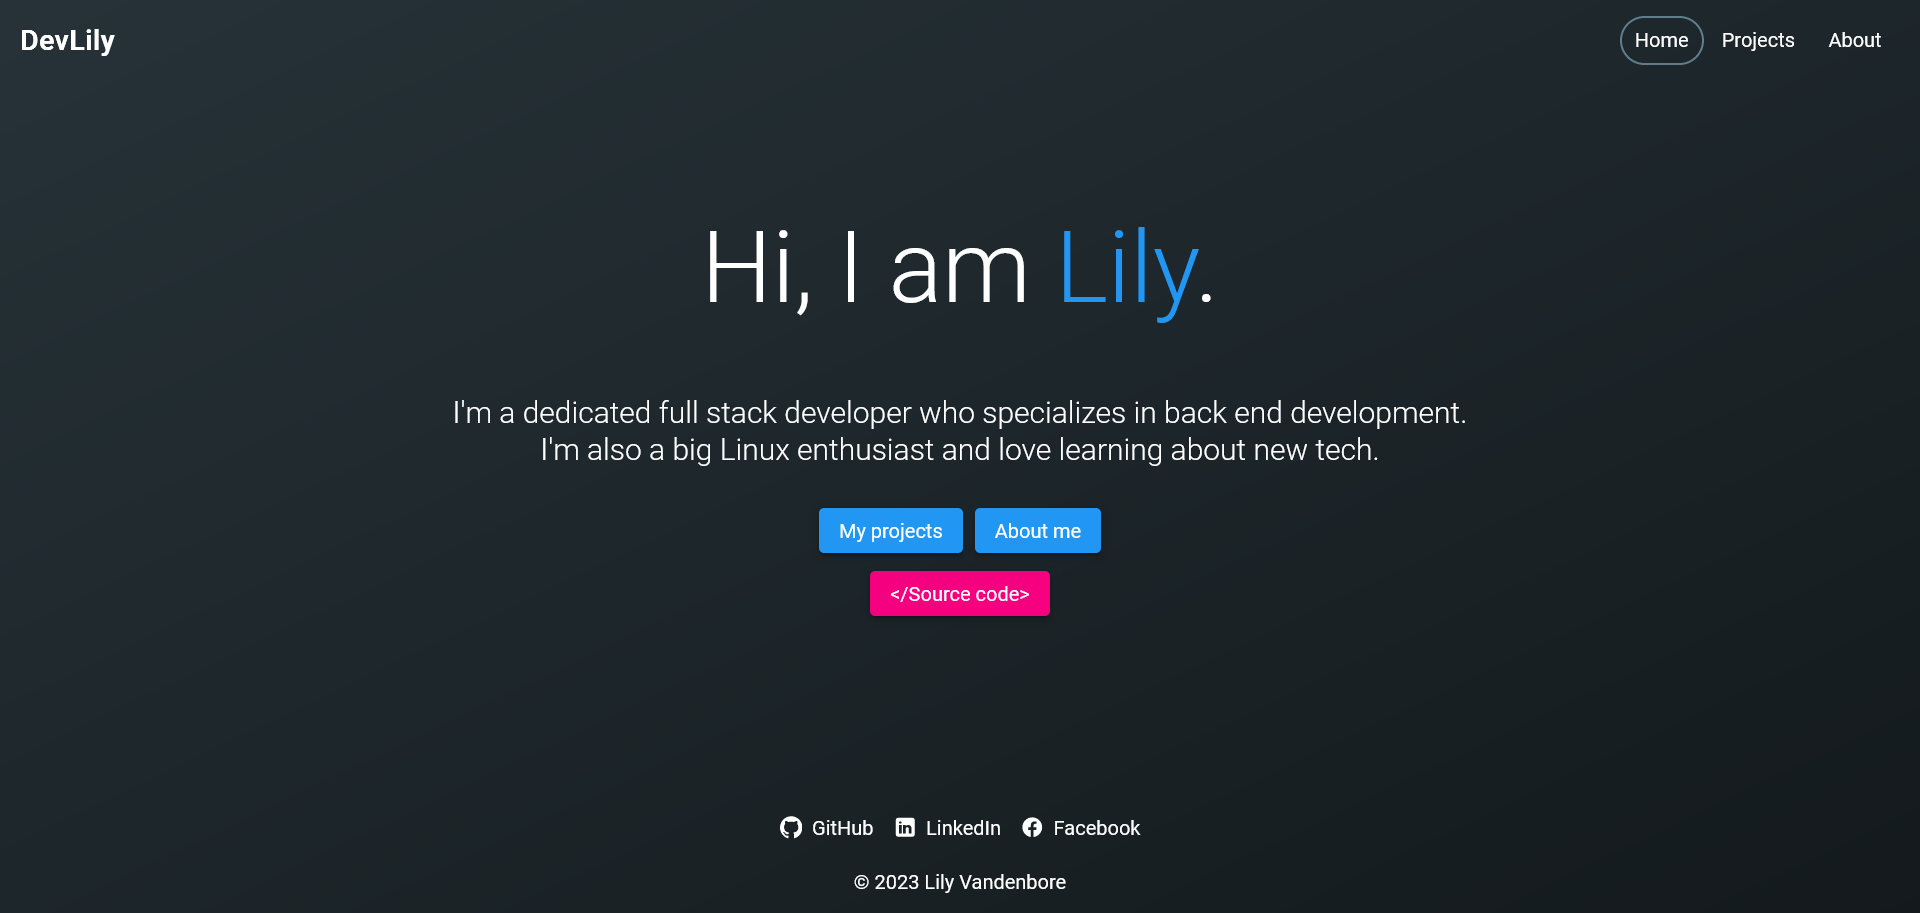 DevLily
Home Projects About
Hi, I am Lily.
I'm a dedicated full stack developer who specializes in back end development.
I'm also a big Linux enthusiast and love learning about new tech.
My projects About me
</Source code>
GitHub LinkedIn Facebook
© 2023 Lily Vandenbore